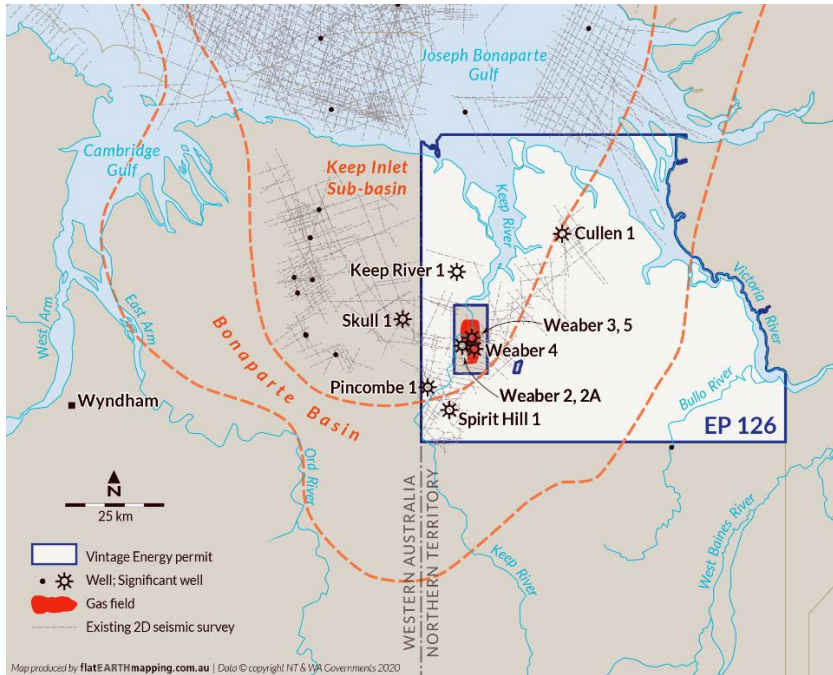 Joseph Bonaparte
Gulf
Cambridge
Gulf
Keep Inlet
Sub-basin
Keep River
Cullen 1
Keep River 1
Victoria River
Skull 1
Weaber 3, 5
Weaber 4
West Arm
East Arm
Bonaparte Basin
Pincombe 1
Weaber 2, 2A
Bullo River
Wyndham
Spirit Hill 1
EP 126
Ord River
N
25 km
WESTERN AUSTRALIA
NORTHERN TERRITORY
Keep River
West Baines River
Vintage Energy permit
Well; Significant well
Gas field
Existing 2D seismic survey
Map produced by flatEARTHmapping.com.au | Data © copyright NT & WA Governments 2020